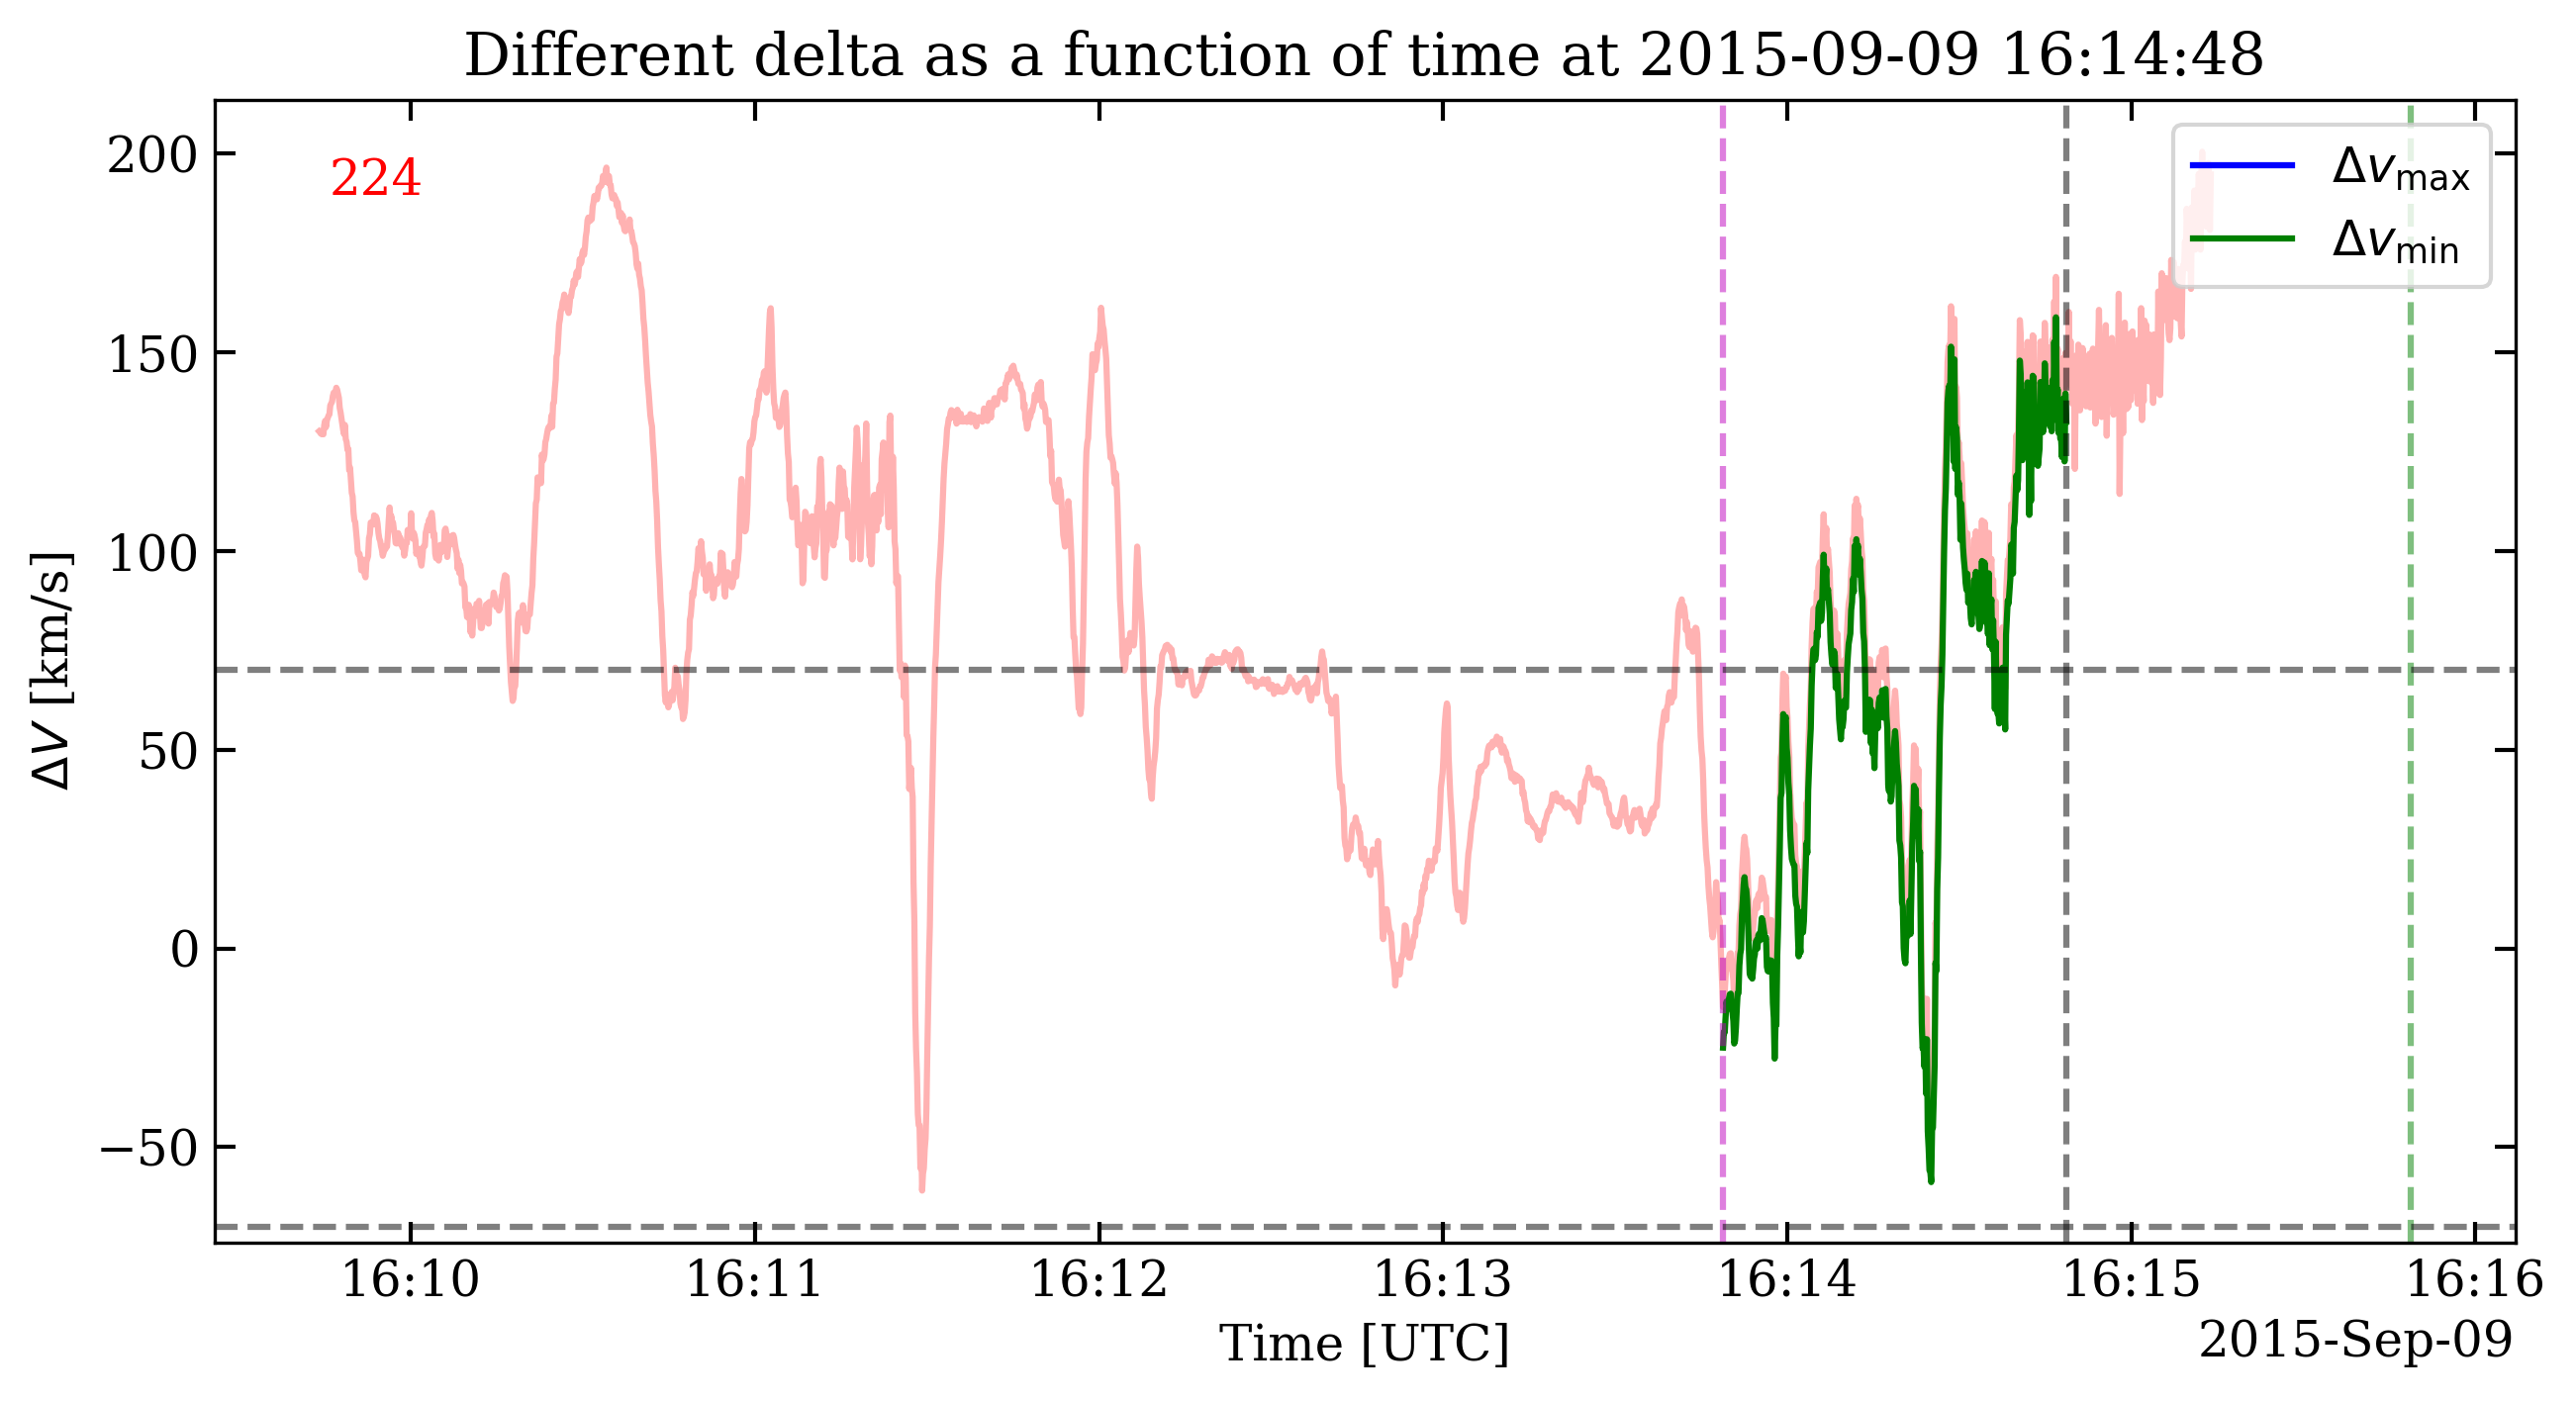 Different delta as a function of time at 2015-09-09 16:14:48
224
Δvmax
Δvmin
200
150
100
50
0
−50
ΔV [km/s]
16:10 16:11 16:12 16:13 16:14 16:15 16:16
Time [UTC]
2015-Sep-09